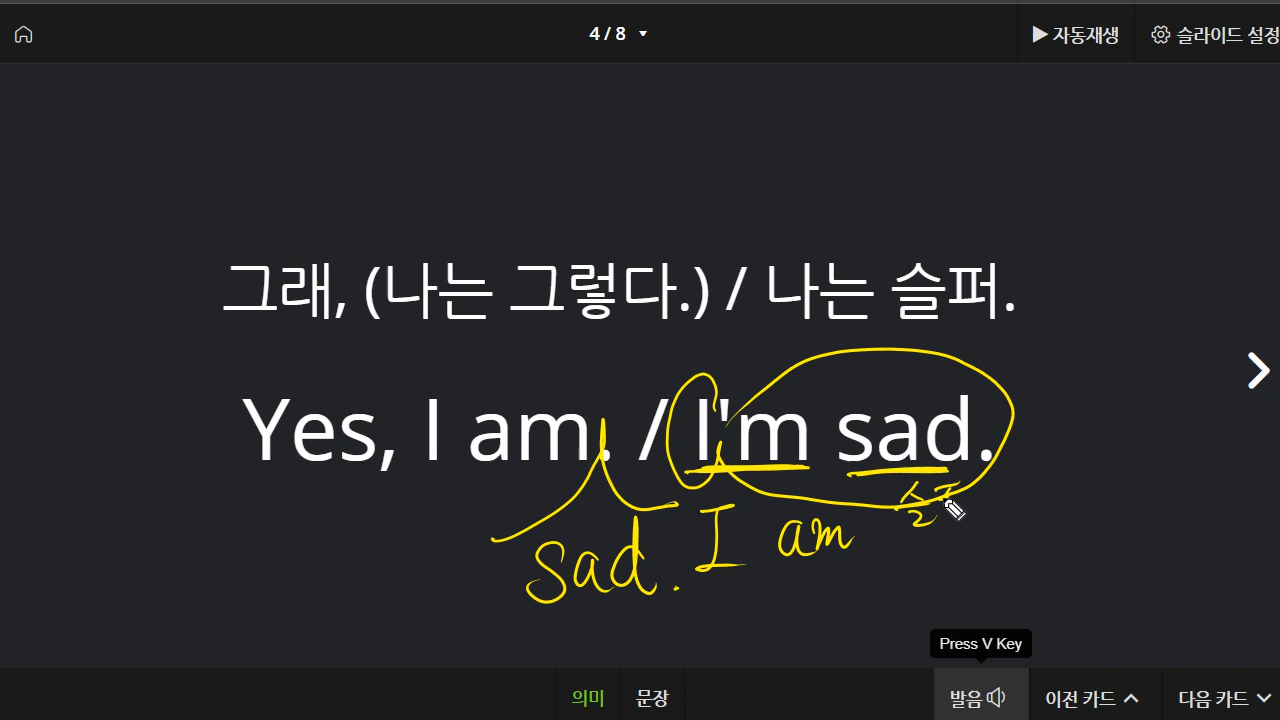 4 / 8
자동재생
슬라이드 설정
그래, (나는 그렇다.) / 나는 슬퍼.
Yes, I am. / I'm sad.
sad. I am
Press V Key
의미
문장
발음
이전 카드
다음 카드